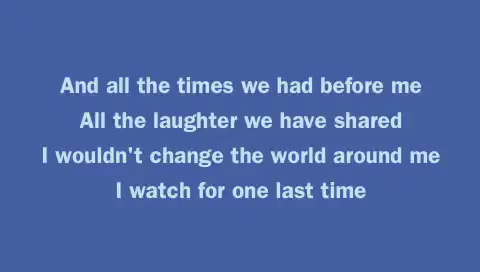 And all the times we had before me
All the laughter we have shared
I wouldn't change the world around me
I watch for one last time